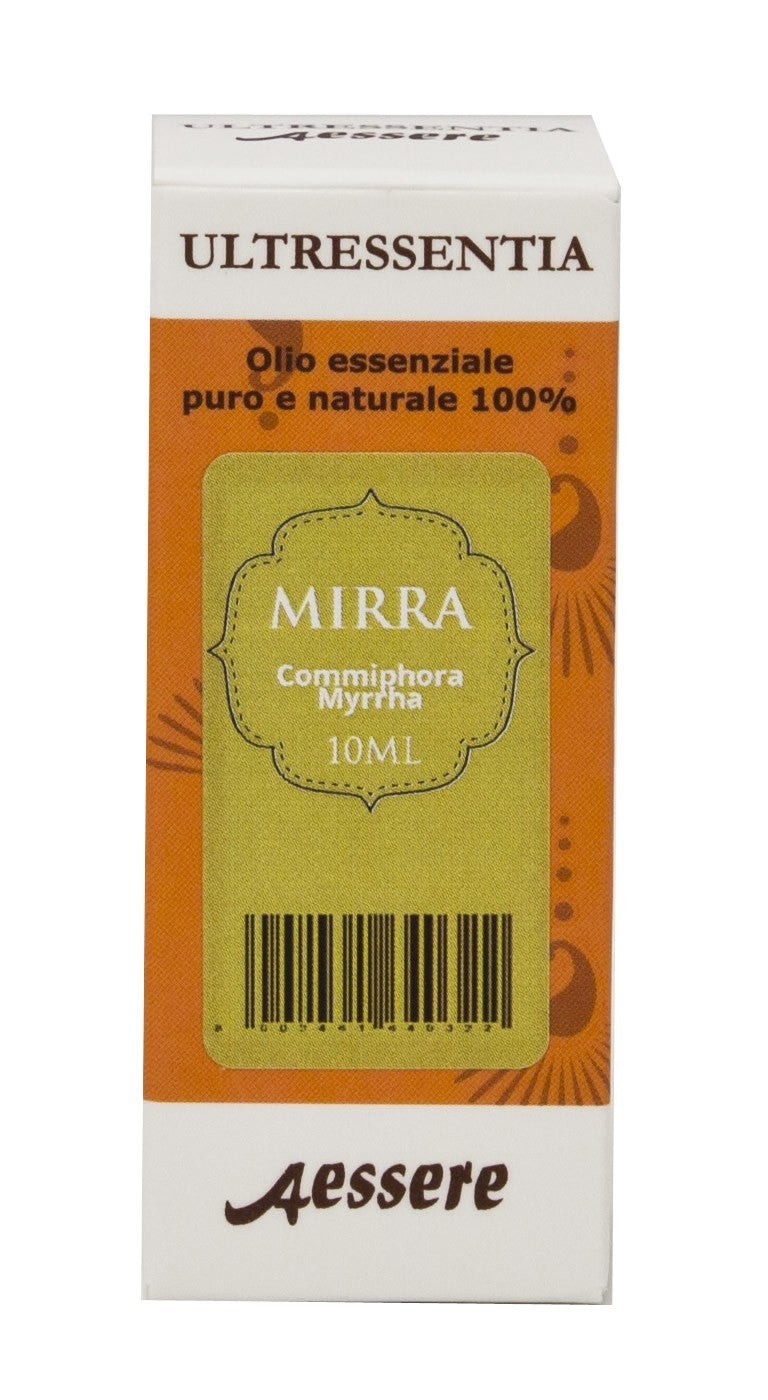 ULTRESSENTIA
Aessere
ULTRESSENTIA
Olio essenziale
puro e naturale 100%
MIRRA
Commiphora
Myrrha
10ML
Aessere